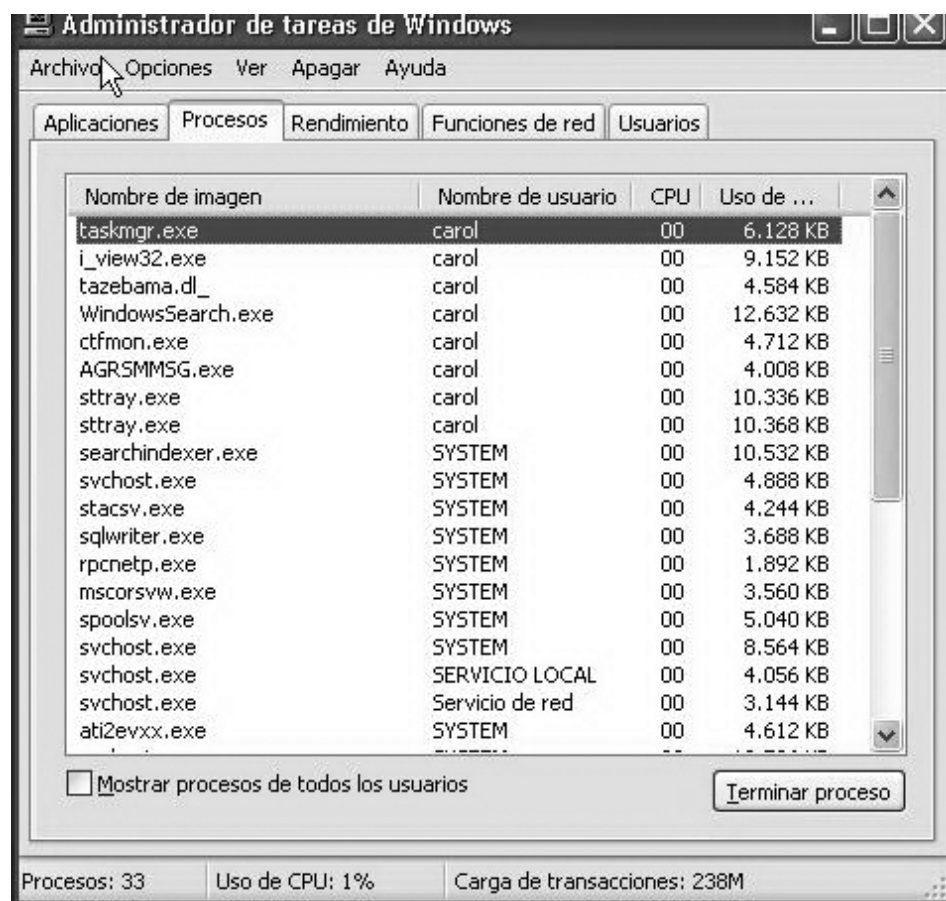 Administrador de tareas de Windows
Archivo Opciones Ver Apagar Ayuda
Aplicaciones Procesos Rendimiento Funciones de red Usuarios
Nombre de imagen Nombre de usuario CPU Uso de ...
taskmgr.exe carol 00 6.128 KB
i_view32.exe carol 00 9.152 KB
tazebama.dl_ carol 00 4.584 KB
WindowsSearch.exe carol 00 12.632 KB
ctfmon.exe carol 00 4.712 KB
AGRSMMSG.exe carol 00 4.008 KB
sttray.exe carol 00 10.336 KB
sttray.exe carol 00 10.368 KB
searchindexer.exe SYSTEM 00 10.532 KB
svchost.exe SYSTEM 00 4.888 KB
stacsv.exe SYSTEM 00 4.244 KB
sqlwriter.exe SYSTEM 00 3.688 KB
rpcnetp.exe SYSTEM 00 1.892 KB
mscorsvw.exe SYSTEM 00 3.560 KB
spoolsv.exe SYSTEM 00 5.040 KB
svchost.exe SYSTEM 00 8.564 KB
svchost.exe SERVICIO LOCAL 00 4.056 KB
svchost.exe Servicio de red 00 3.144 KB
ati2evxx.exe SYSTEM 00 4.612 KB
Mostrar procesos de todos los usuarios Terminar proceso
Procesos: 33 Uso de CPU: 1% Carga de transacciones: 238M